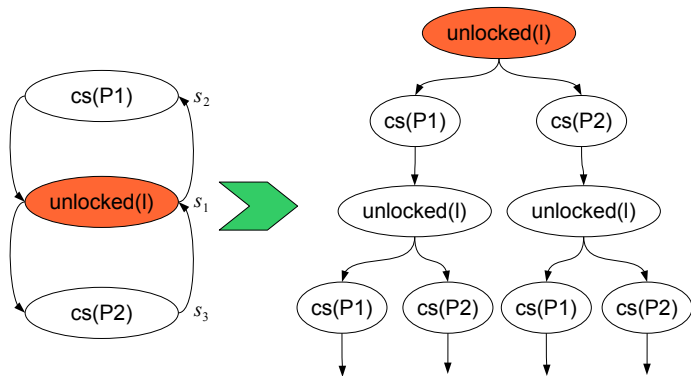 cs(P1)
s2
unlocked(l)
s1
cs(P2)
s3
unlocked(l)
cs(P1)
cs(P2)
unlocked(l)
unlocked(l)
cs(P1)
cs(P2)
cs(P1)
cs(P2)